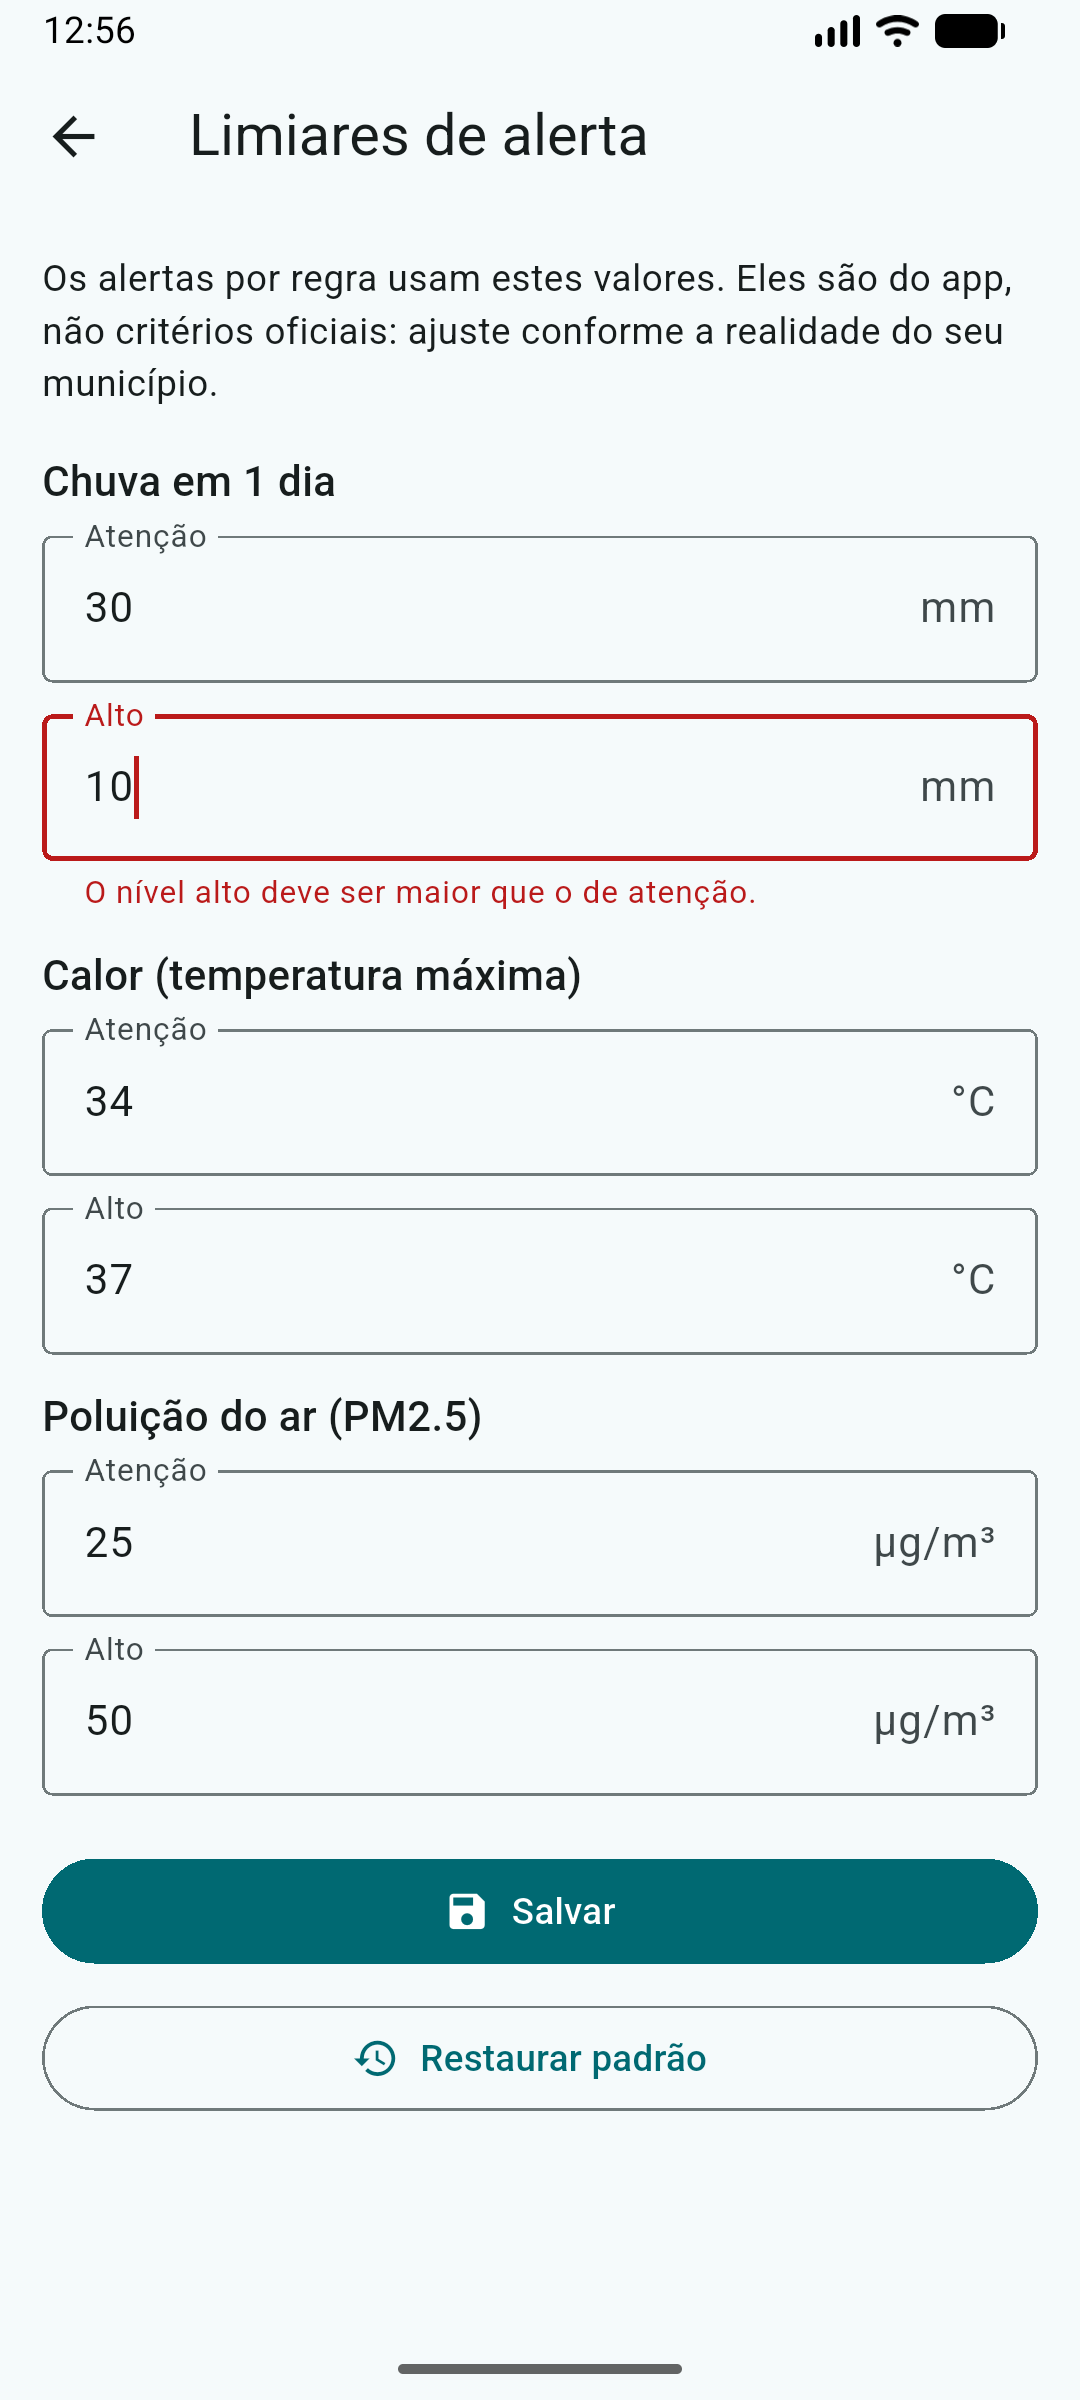 12:56
Limiares de alerta
Os alertas por regra usam estes valores. Eles são do app,
não critérios oficiais: ajuste conforme a realidade do seu
município.
Chuva em 1 dia
Atenção
30 mm
Alto
10 mm
O nível alto deve ser maior que o de atenção.
Calor (temperatura máxima)
Atenção
34 °C
Alto
37 °C
Poluição do ar (PM2.5)
Atenção
25 µg/m³
Alto
50 µg/m³
Salvar
Restaurar padrão